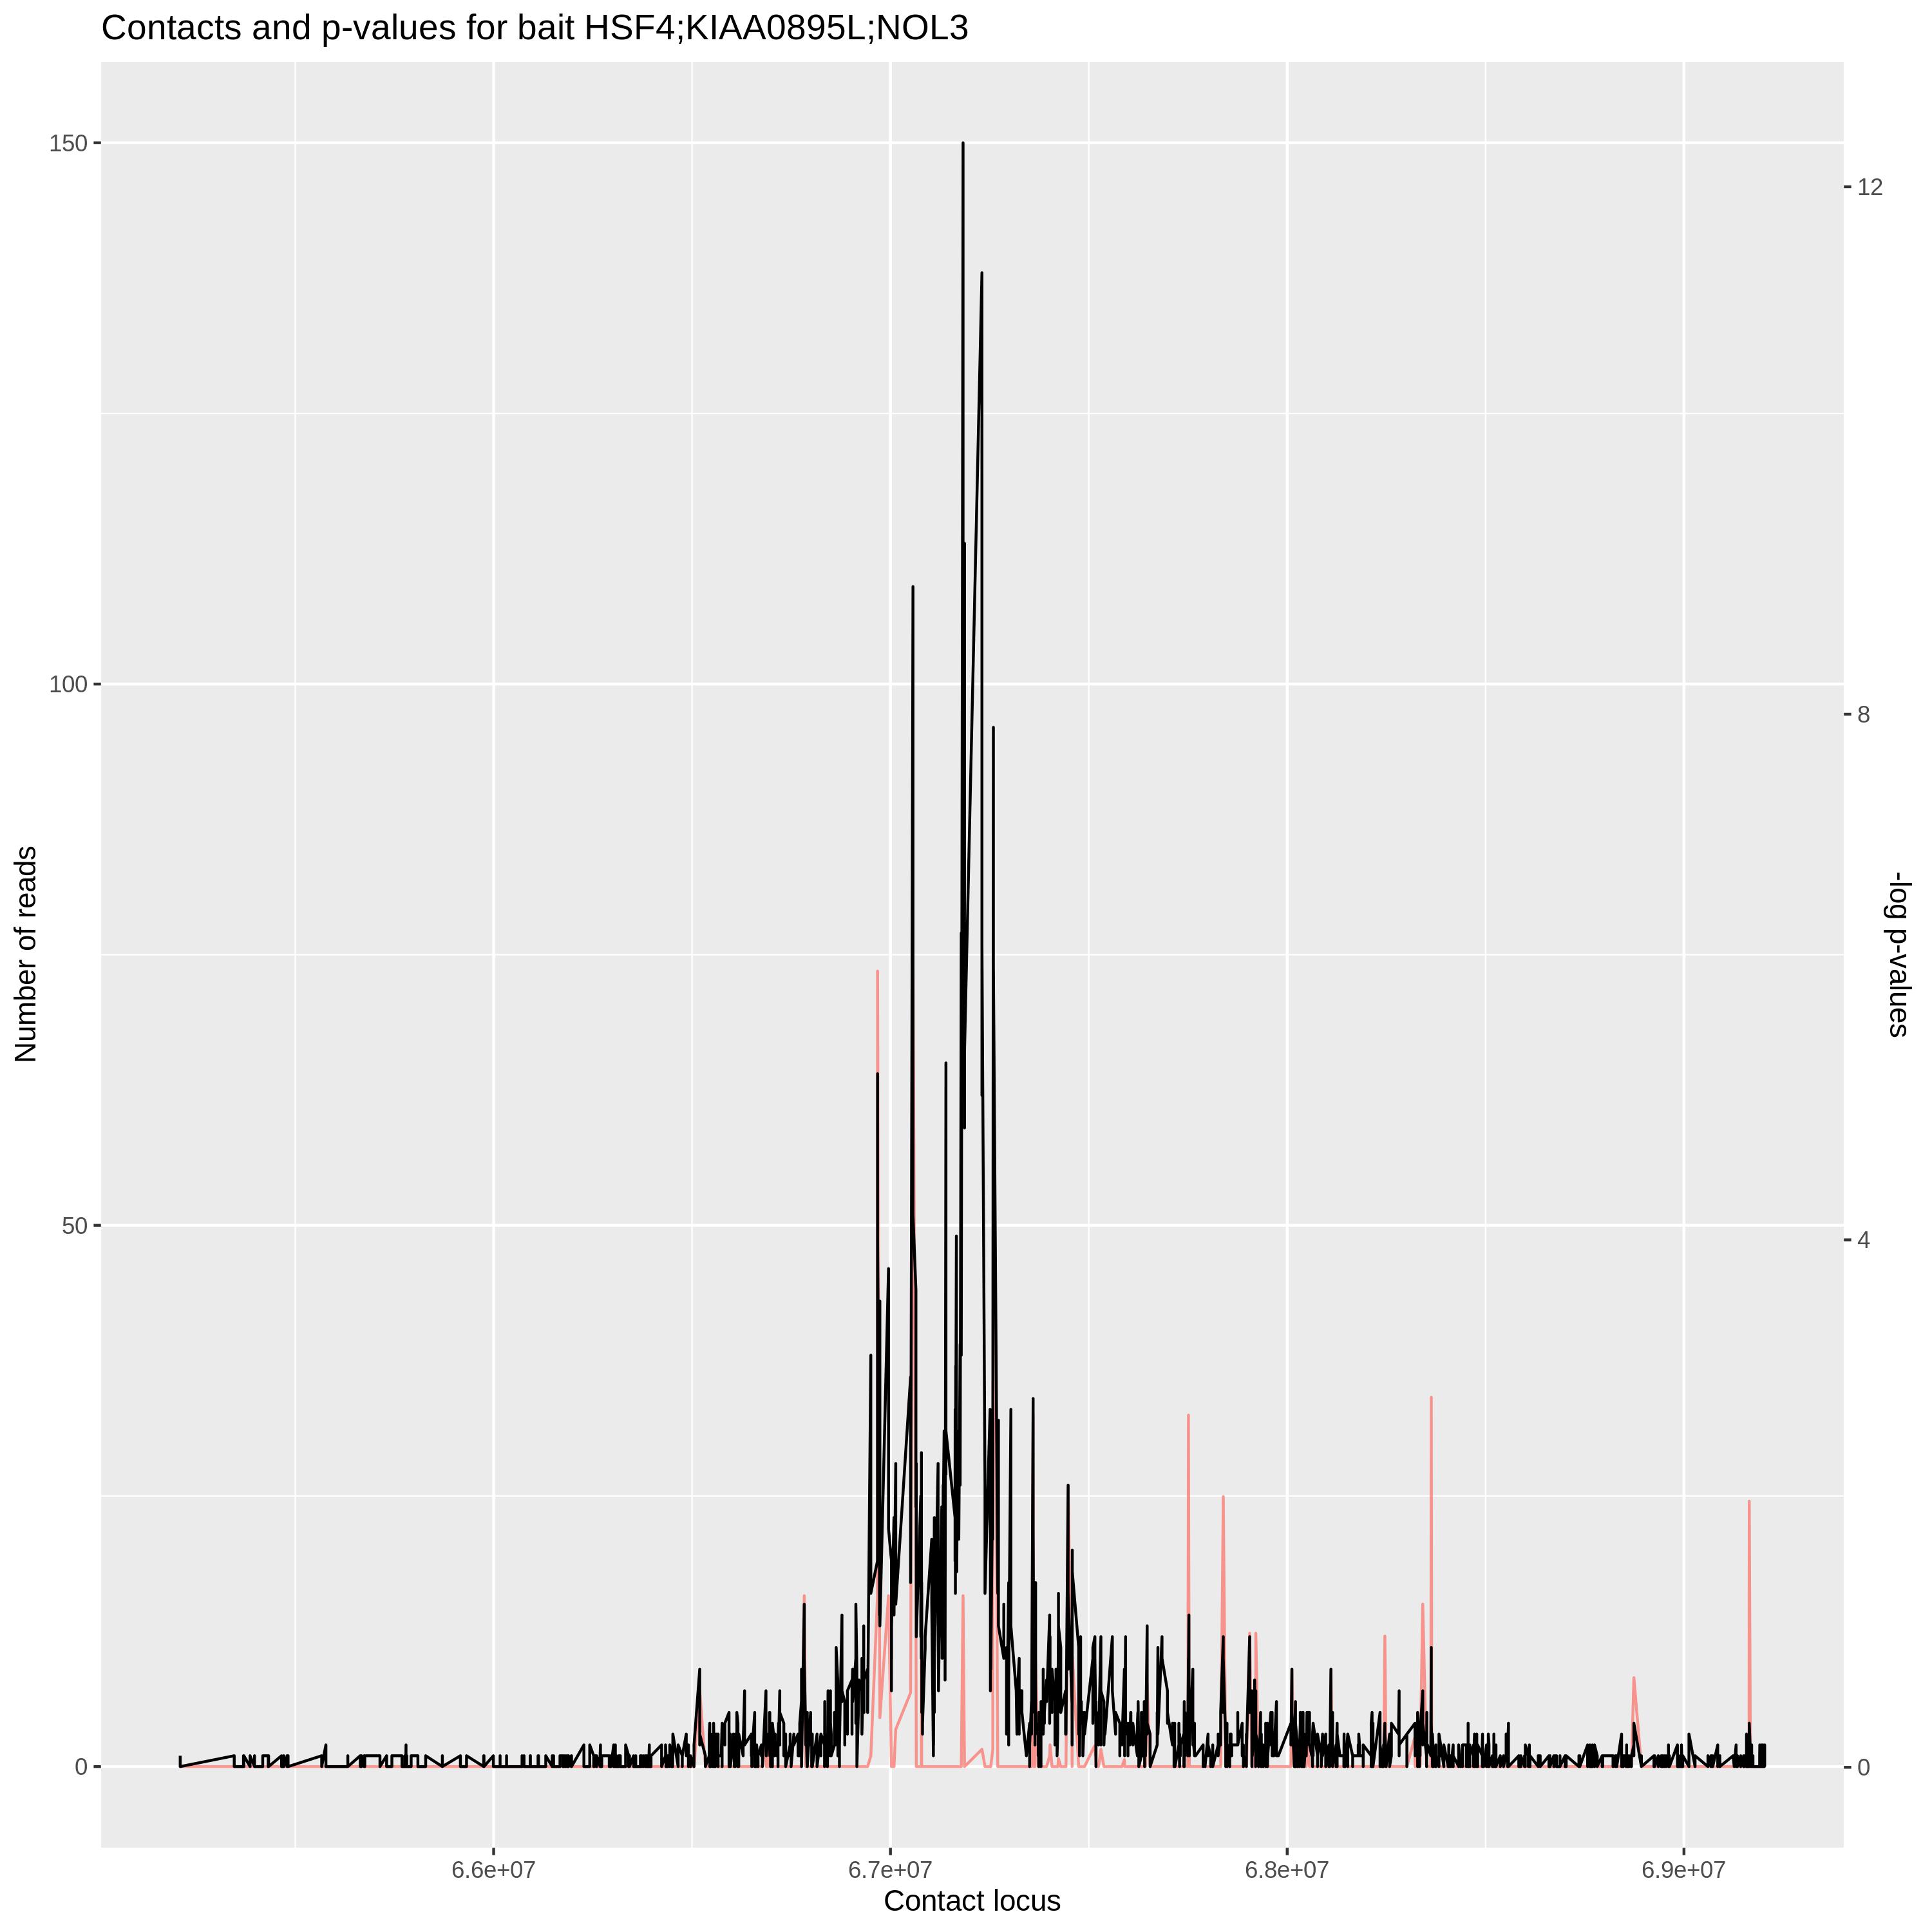 Contacts and p-values for bait HSF4;KIAA0895L;NOL3
150
100
50
0
12
8
4
0
Number of reads
-log p-values
6.6e+07
6.7e+07
6.8e+07
6.9e+07
Contact locus